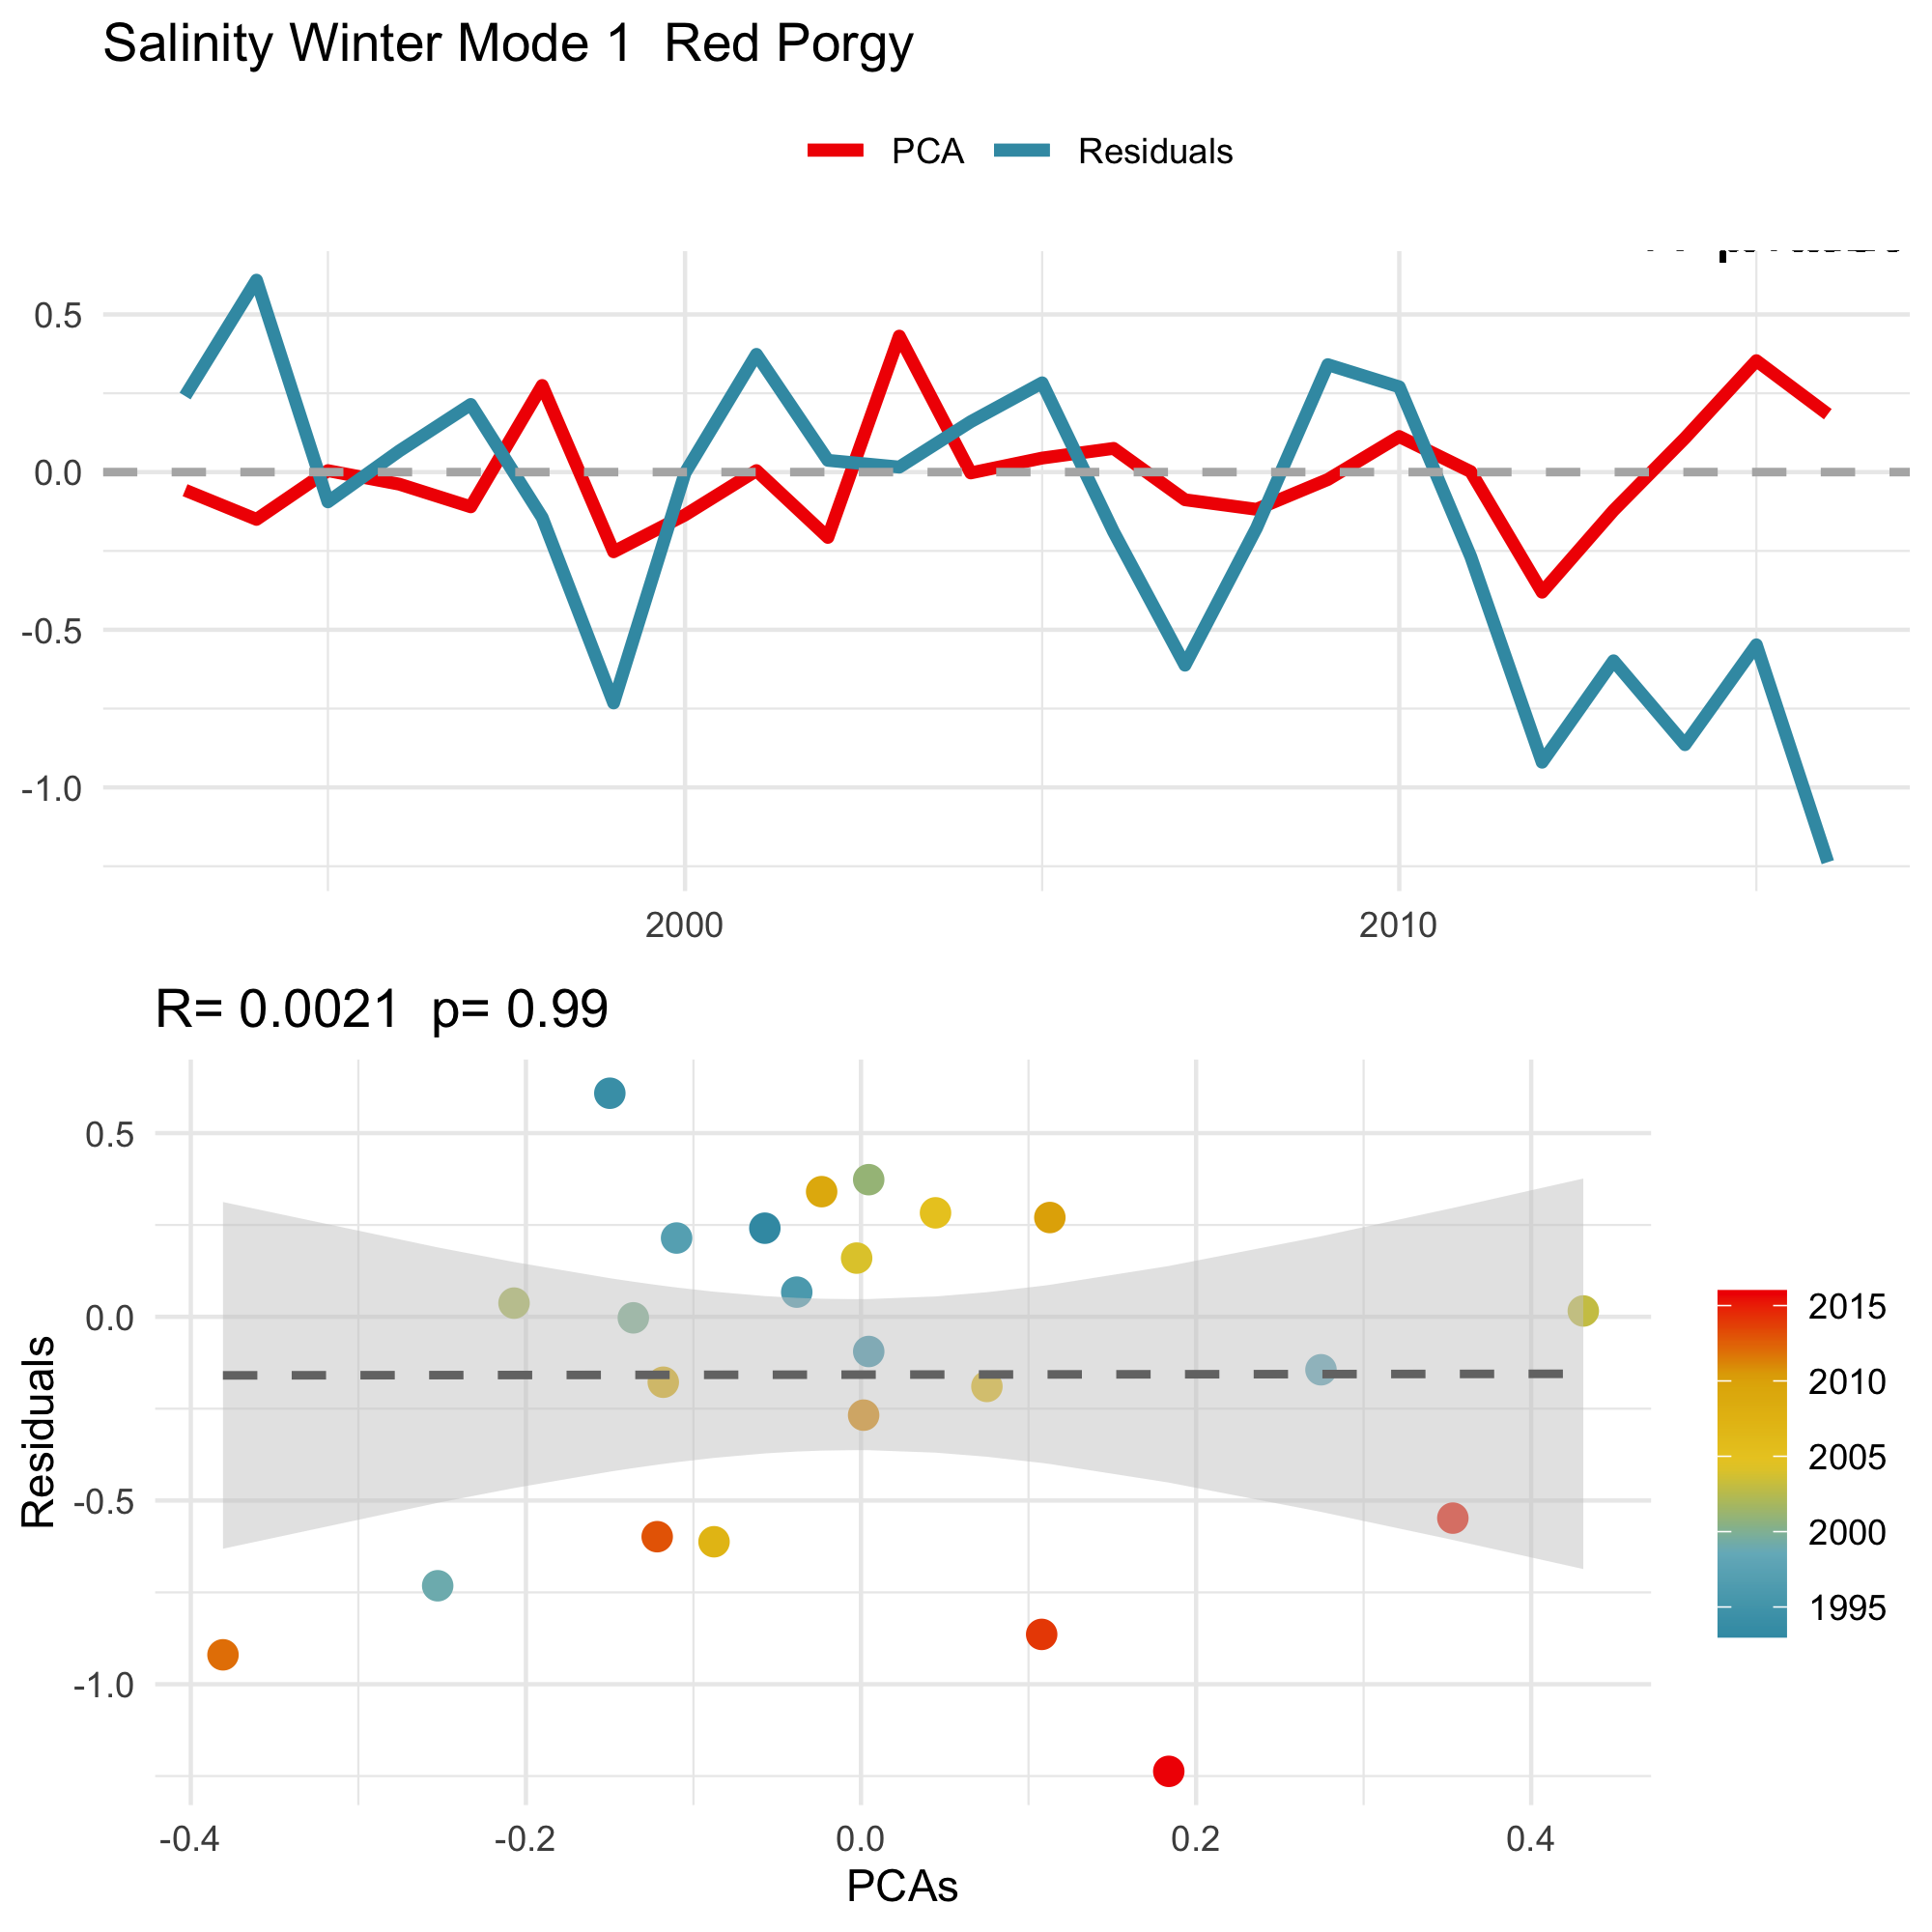 Salinity Winter Mode 1  Red Porgy
PCA Residuals
0.5
0.0
-0.5
-1.0
2000 2010
R= 0.0021  p= 0.99
Residuals
0.5
0.0
-0.5
-1.0
-0.4 -0.2 0.0 0.2 0.4
PCAs
2015
2010
2005
2000
1995